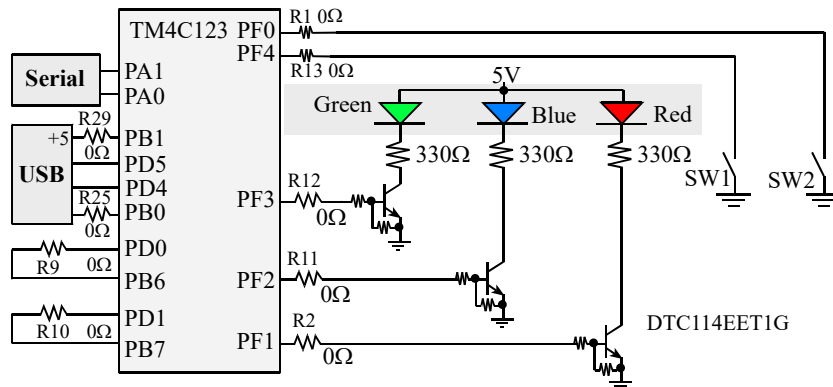 TM4C123
PF0
R1 0Ω
PF4
R13 0Ω
Serial
PA1
PA0
5V
Green
Blue
Red
R29
0Ω
+5
USB
PB1
PD5
PD4
R25
0Ω
PB0
330Ω
330Ω
330Ω
SW1
SW2
PF3
R12
0Ω
PD0
R9
0Ω
PB6
PF2
R11
0Ω
PD1
R10
0Ω
PB7
PF1
R2
0Ω
DTC114EET1G